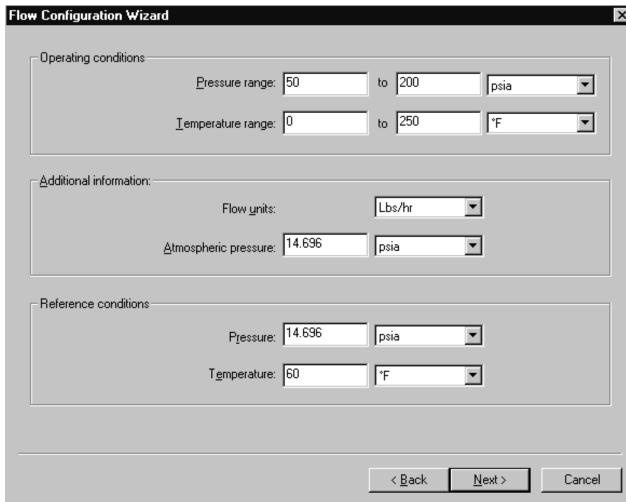 Flow Configuration Wizard
Operating conditions
Pressure range: 50 to 200 psia
Temperature range: 0 to 250 °F
Additional information:
Flow units: Lbs/hr
Atmospheric pressure: 14.696 psia
Reference conditions
Pressure: 14.696 psia
Temperature: 60 °F
< Back Next > Cancel